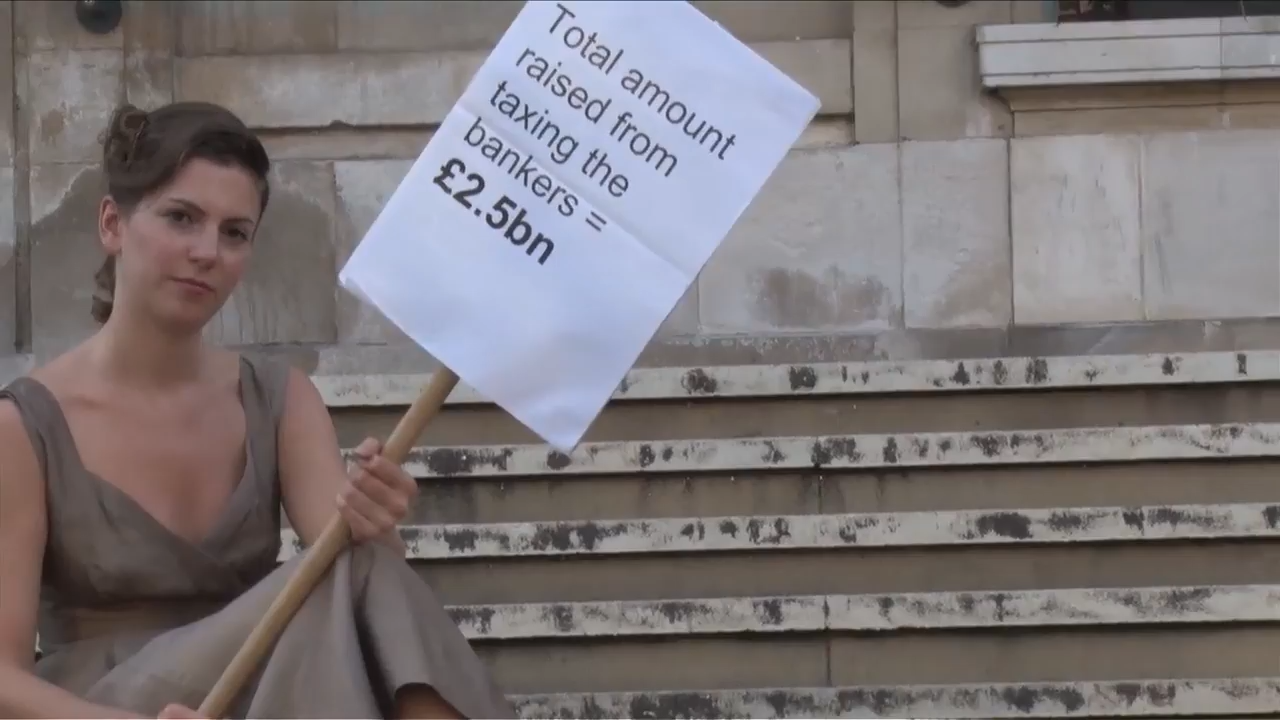 Total amount
raised from
taxing the
bankers =
£2.5bn